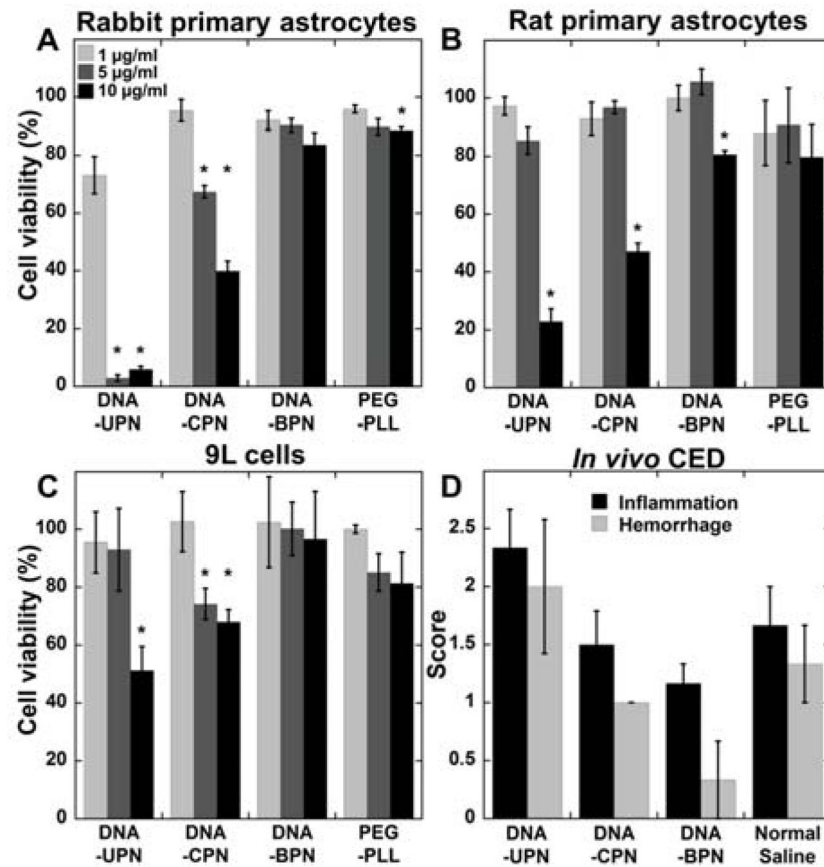 A Rabbit primary astrocytes
1 µg/ml
5 µg/ml
10 µg/ml
Cell viability (%)
100
80
60
40
20
0
* * * * *
DNA -UPN
DNA -CPN
DNA -BPN
PEG -PLL
B Rat primary astrocytes
100
80
60
40
20
0
* * *
DNA -UPN
DNA -CPN
DNA -BPN
PEG -PLL
C 9L cells
Cell viability (%)
100
80
60
40
20
0
* * *
DNA -UPN
DNA -CPN
DNA -BPN
PEG -PLL
D In vivo CED
Inflammation
Hemorrhage
Score
2.5
2
1.5
1
0.5
0
DNA -UPN
DNA -CPN
DNA -BPN
Normal Saline